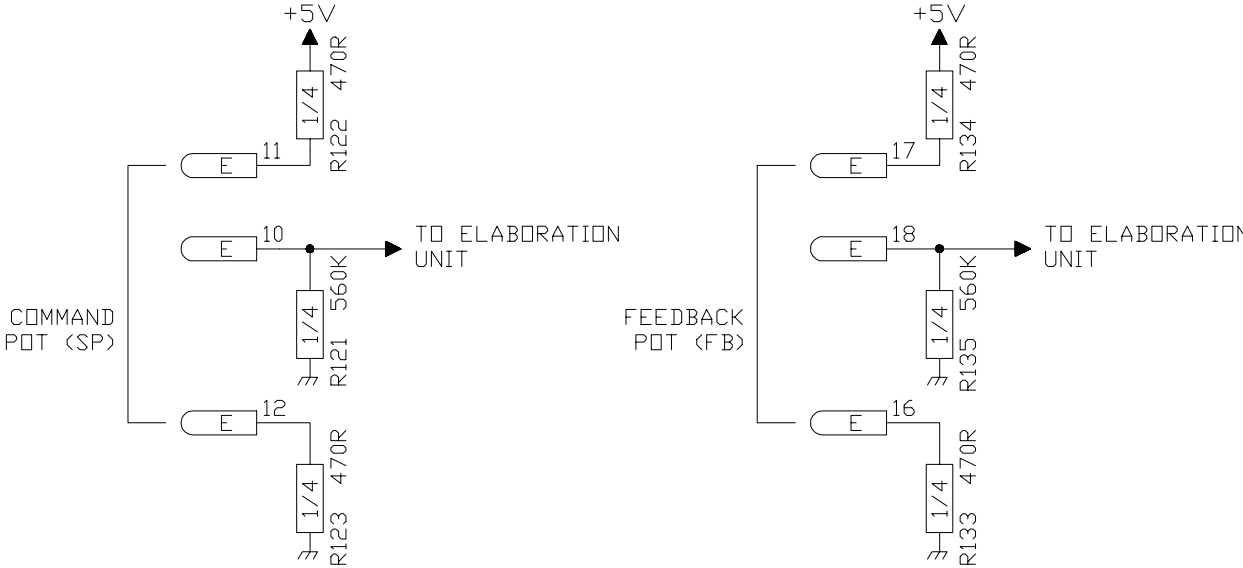 +5V
470R
1/4
R122
E
11
E
10
TO ELABORATION
UNIT
560K
1/4
R121
COMMAND
POT (SP)
E
12
470R
1/4
R123
+5V
470R
1/4
R134
E
17
E
18
TO ELABORATION
UNIT
560K
1/4
R135
FEEDBACK
POT (FB)
E
16
470R
1/4
R133